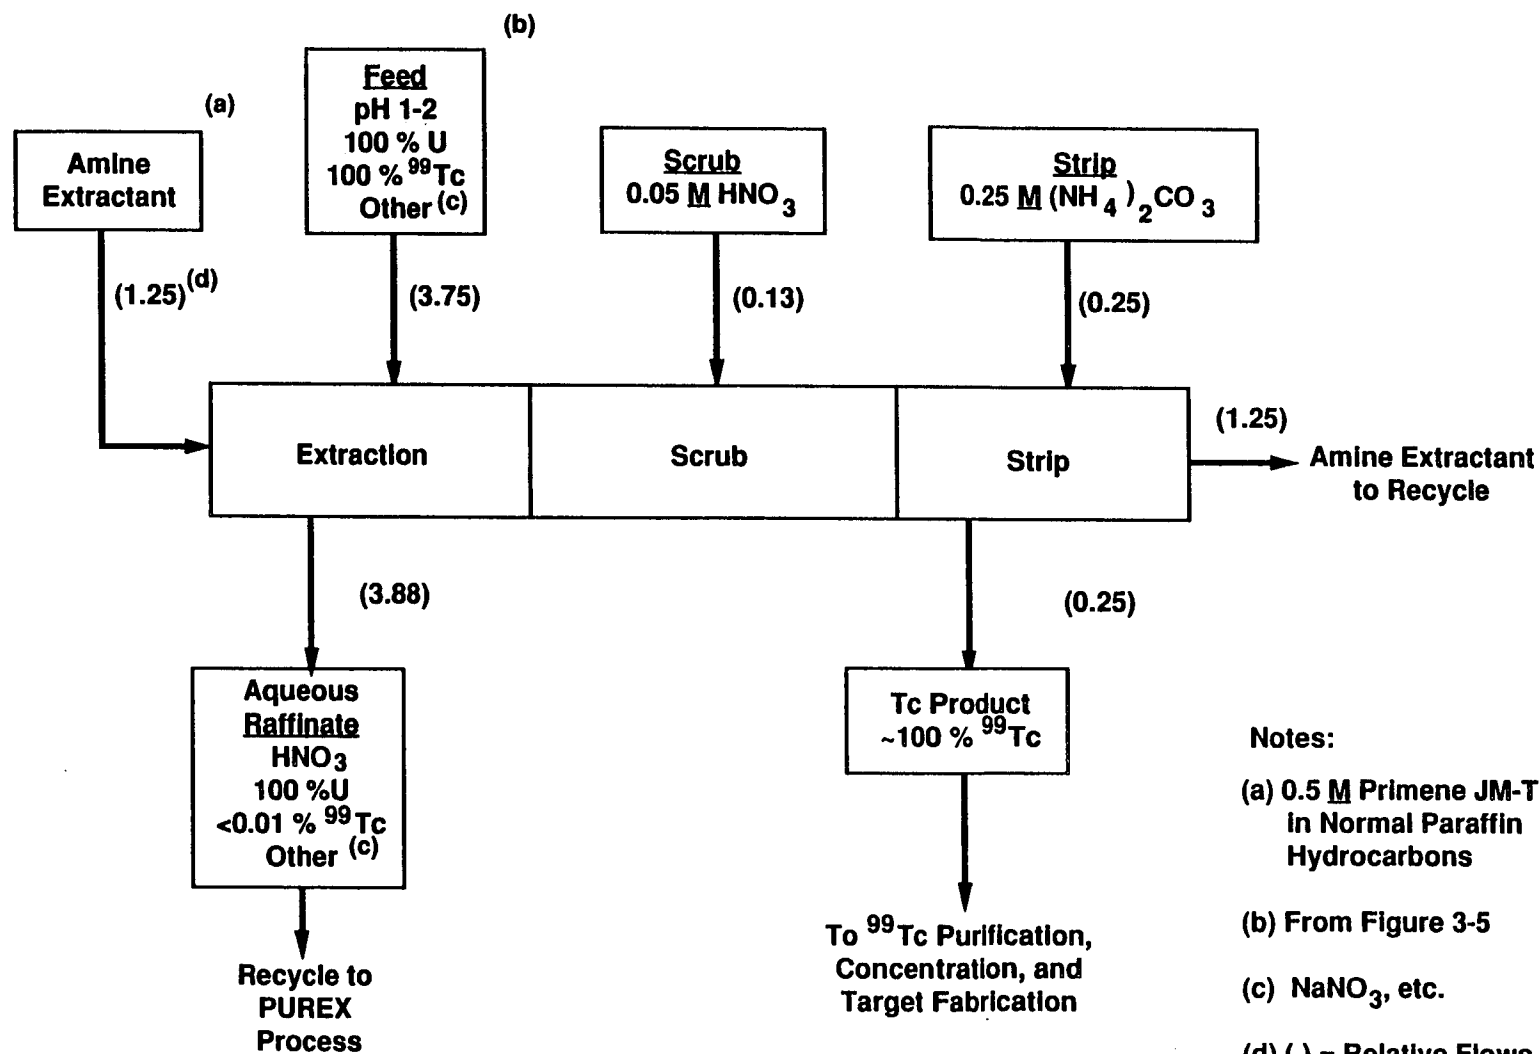 (b)
(a)
Amine
Extractant
Feed
pH 1-2
100 % U
100 % 99Tc
Other (c)
Scrub
0.05 M HNO3
Strip
0.25 M (NH4)2CO3
(1.25)(d)
(3.75)
(0.13)
(0.25)
Extraction
Scrub
Strip
(1.25)
Amine Extractant
to Recycle
(3.88)
(0.25)
Aqueous
Raffinate
HNO3
100 %U
<0.01 % 99Tc
Other (c)
Recycle to
PUREX
Process
Tc Product
~100 % 99Tc
To 99Tc Purification,
Concentration, and
Target Fabrication
Notes:
(a) 0.5 M Primene JM-T
in Normal Paraffin
Hydrocarbons
(b) From Figure 3-5
(c) NaNO3, etc.
(d) ( ) = Relative Flows